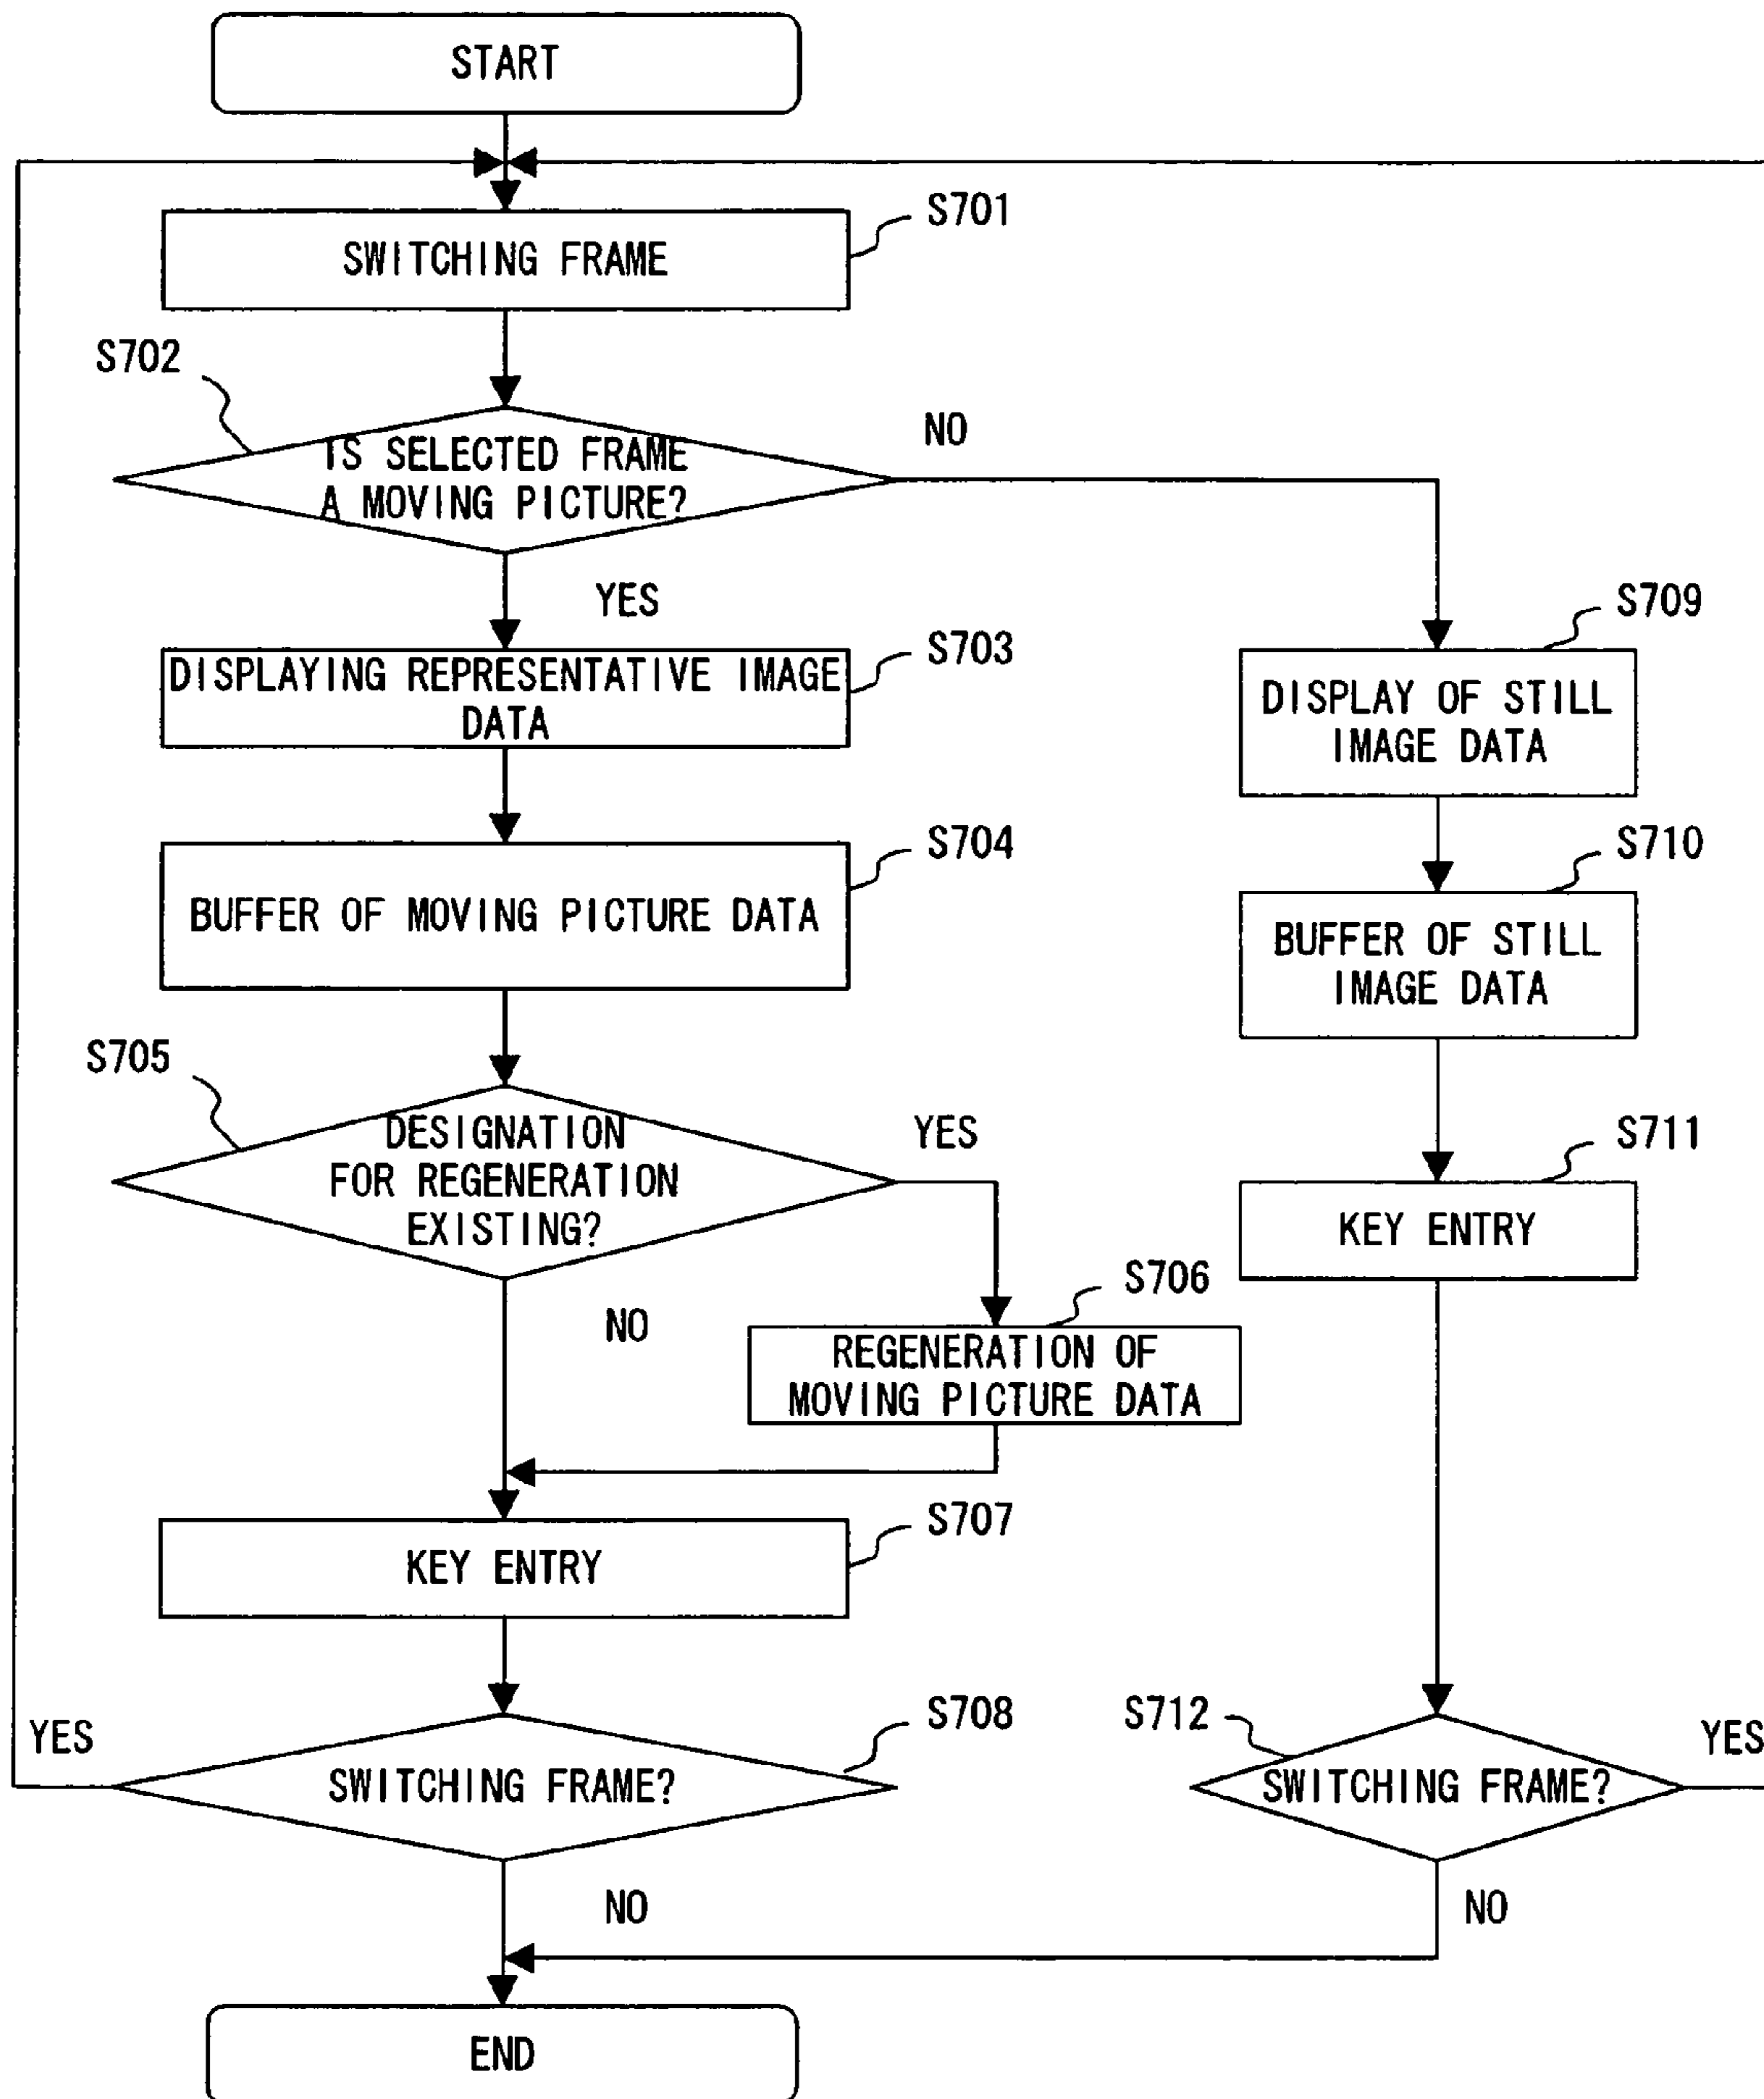 START
S701
SWITCHING FRAME
S702
IS SELECTED FRAME
A MOVING PICTURE?
NO
YES
S703
DISPLAYING REPRESENTATIVE IMAGE
DATA
S704
BUFFER OF MOVING PICTURE DATA
S705
DESIGNATION
FOR REGENERATION
EXISTING?
YES
NO
S706
REGENERATION OF
MOVING PICTURE DATA
S707
KEY ENTRY
S708
SWITCHING FRAME?
YES
NO
S709
DISPLAY OF STILL
IMAGE DATA
S710
BUFFER OF STILL
IMAGE DATA
S711
KEY ENTRY
S712
SWITCHING FRAME?
YES
NO
END